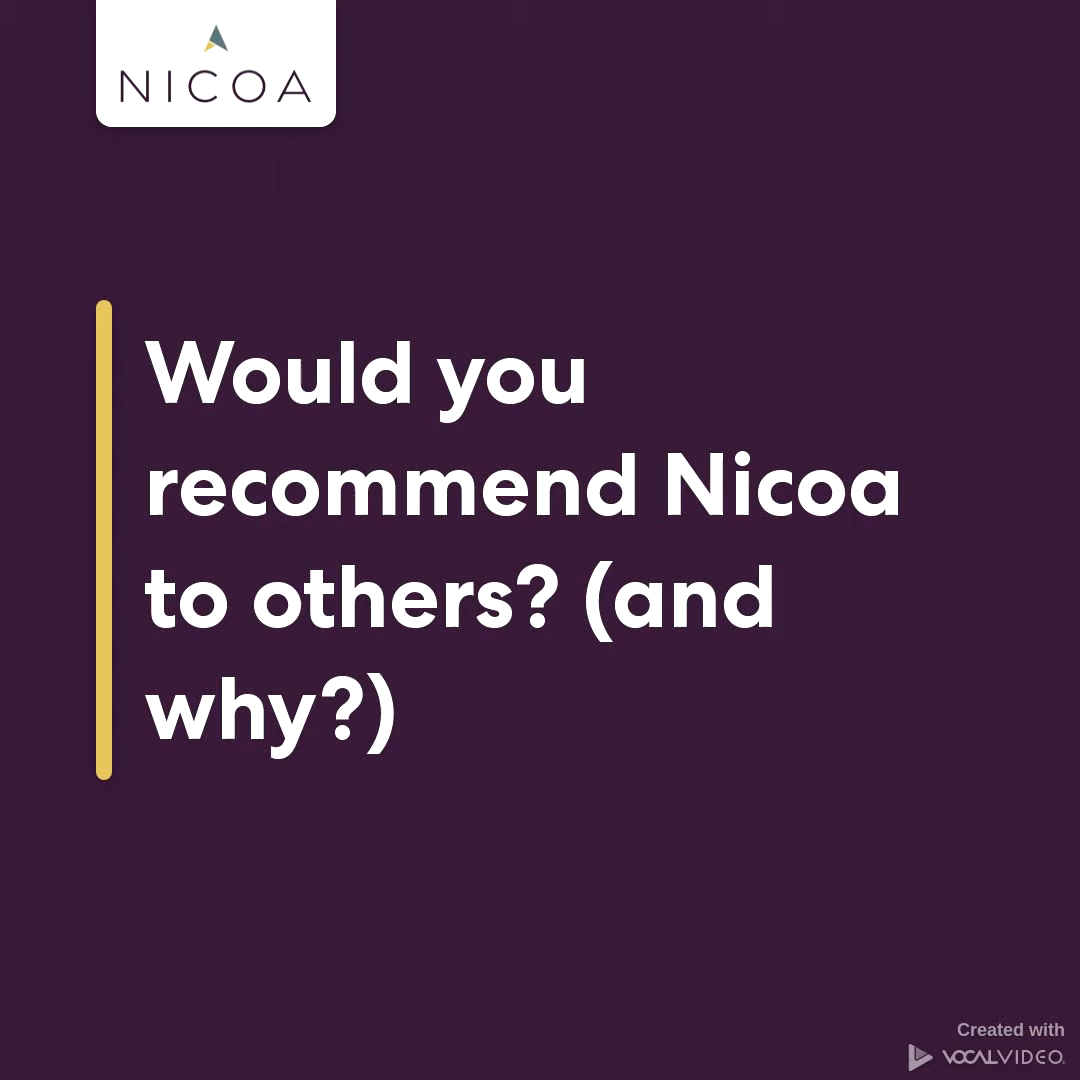 NICOA
Would you
recommend Nicoa
to others? (and
why?)
Created with
VOCALVIDEO